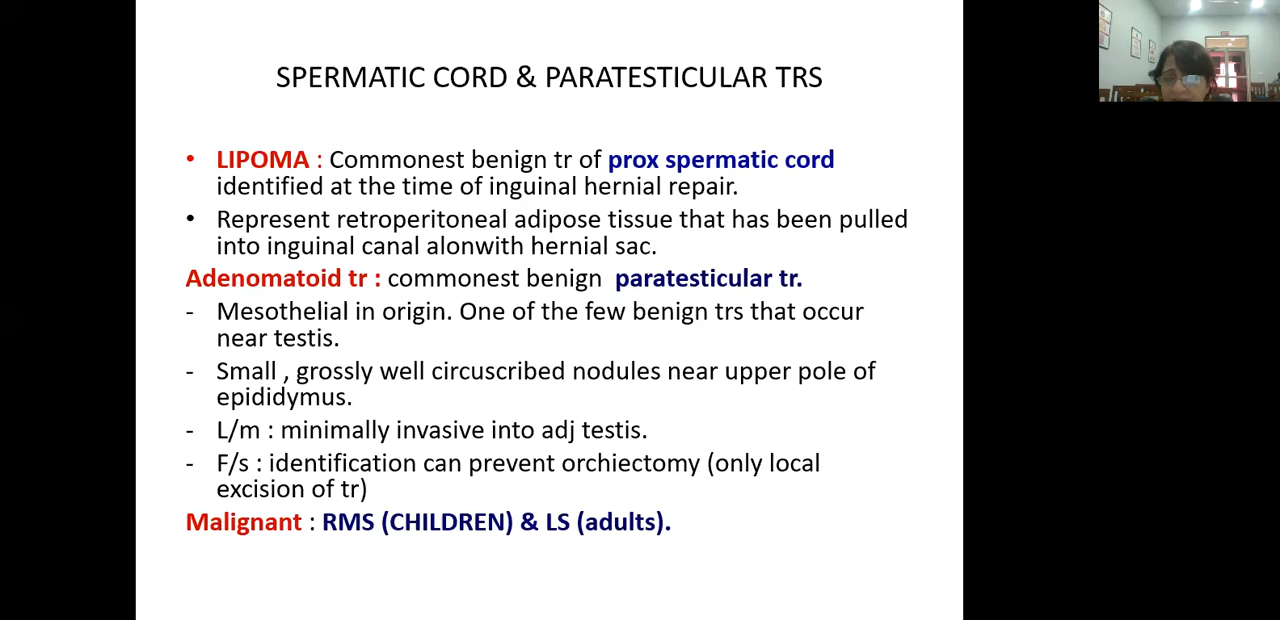 SPERMATIC CORD & PARATESTICULAR TRS
• LIPOMA : Commonest benign tr of prox spermatic cord
identified at the time of inguinal hernial repair.
• Represent retroperitoneal adipose tissue that has been pulled
into inguinal canal alonwith hernial sac.
Adenomatoid tr : commonest benign paratesticular tr.
- Mesothelial in origin. One of the few benign trs that occur
near testis.
- Small , grossly well circuscribed nodules near upper pole of
epididymus.
- L/m : minimally invasive into adj testis.
- F/s : identification can prevent orchiectomy (only local
excision of tr)
Malignant : RMS (CHILDREN) & LS (adults).